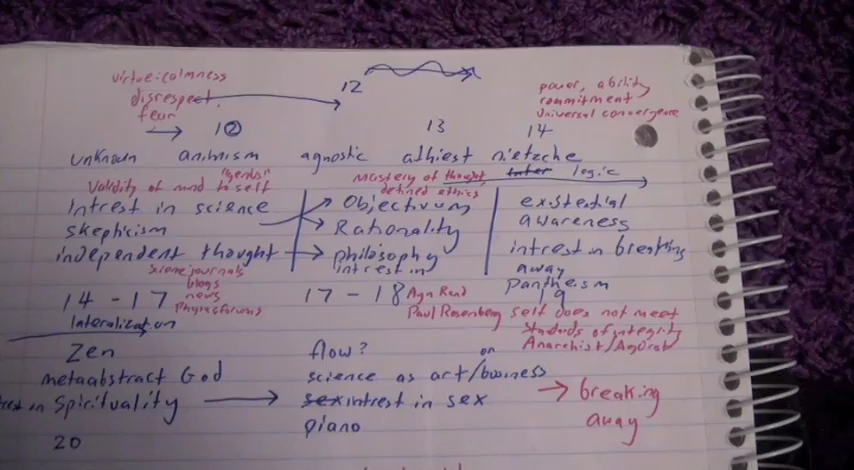 virtue: calmness
disrespect,
fear
12
power, ability
commitment
universal convergence
10
13
14
unknown animism agnostic athiest nietzche
Validity of mind to self
Mastery of thought,
logic
defined ethics
Intrest in science
skepticism
independent thought
Objectivism
Rationality
philosophy
intrest in
existential
awareness
intrest in breaking
away
pantheism
science journals
blogs
news
physicsforums
14 - 17
17 - 18
Ayn Rand
Paul Rosenberg
19
self does not meet
standards of integrity
Anarchist/Agorist
lateralization
Zen
metaabstract God
Spirituality
20
flow? or
science as art/business
sex intrest in sex
piano
breaking
away